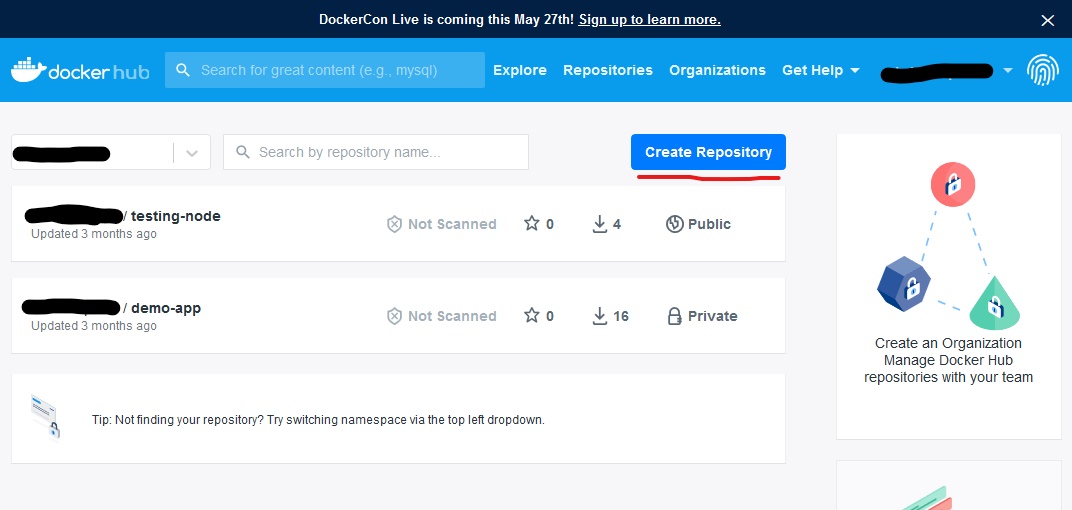 DockerCon Live is coming this May 27th! Sign up to learn more.
docker hub Search for great content (e.g., mysql) Explore Repositories Organizations Get Help
Search by repository name... Create Repository
/ testing-node
Updated 3 months ago Not Scanned 0 4 Public
/ demo-app
Updated 3 months ago Not Scanned 0 16 Private
Create an Organization
Manage Docker Hub
repositories with your team
Tip: Not finding your repository? Try switching namespace via the top left dropdown.